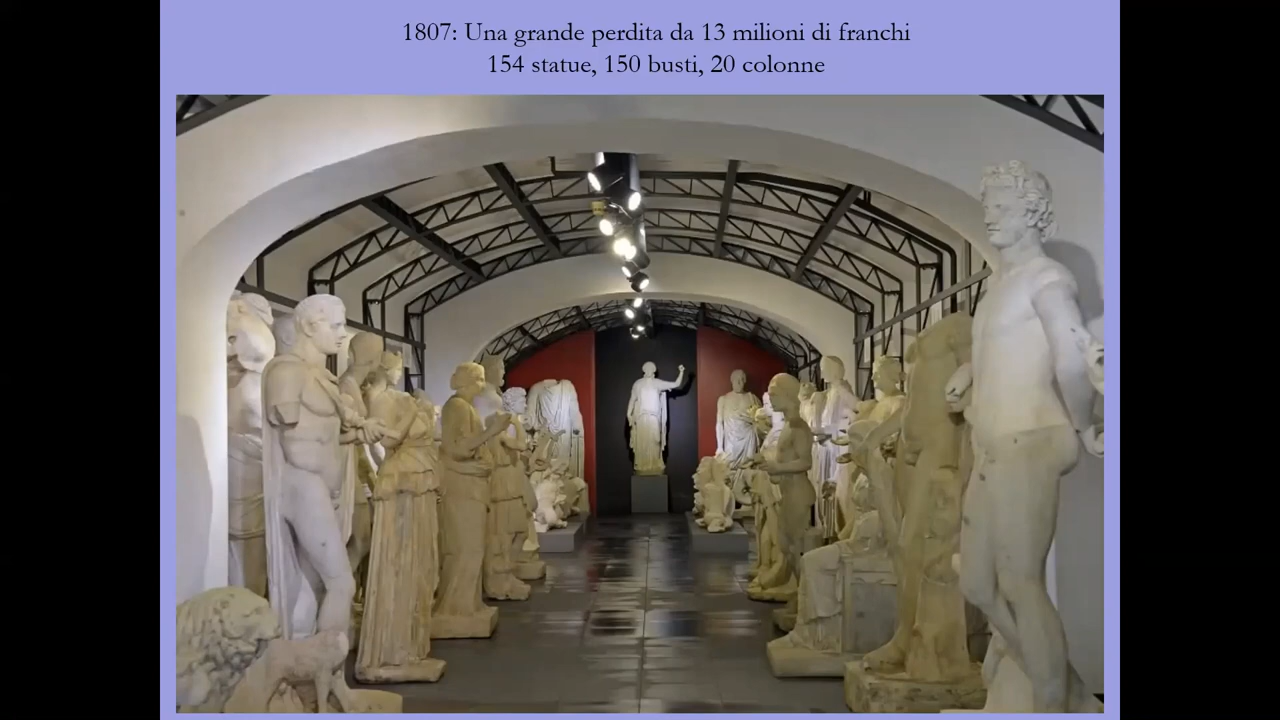 1807: Una grande perdita da 13 milioni di franchi
154 statue, 150 busti, 20 colonne